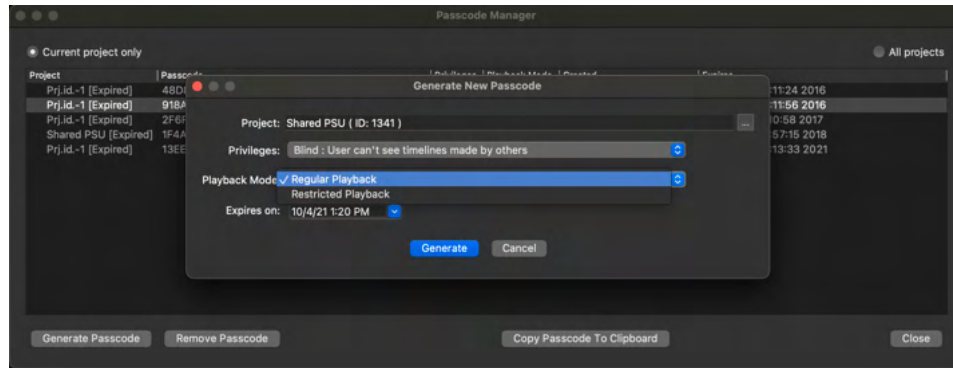 Passcode Manager
Current project only
All projects
Project
Prj.id.-1 [Expired] 48D
11:24 2016
Prj.id.-1 [Expired] 918A
:11:56 2016
Prj.id.-1 [Expired] 2F6F
0:58 2017
Shared PSU [Expired] 1F4A
57:15 2018
Prj.id.-1 [Expired] 13EE
:13:33 2021
Generate New Passcode
Project: Shared PSU ( ID: 1341 ) ...
Privileges: Blind : User can't see timelines made by others
Playback Mode ✓ Regular Playback
Restricted Playback
Expires on: 10/4/21 1:20 PM
Generate Cancel
Generate Passcode Remove Passcode Copy Passcode To Clipboard Close